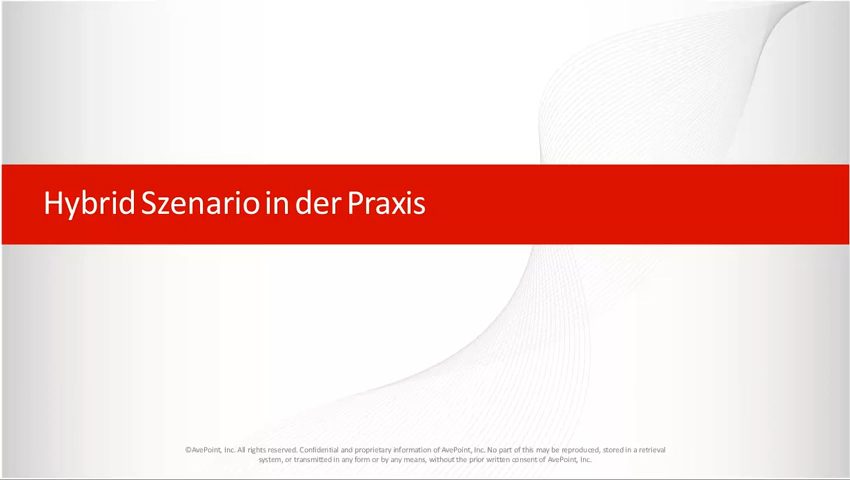 Hybrid Szenario in der Praxis
©AvePoint, Inc. All rights reserved. Confidential and proprietary information of AvePoint, Inc. No part of this may be reproduced, stored in a retrieval
system, or transmitted in any form or by any means, without the prior written consent of AvePoint, Inc.